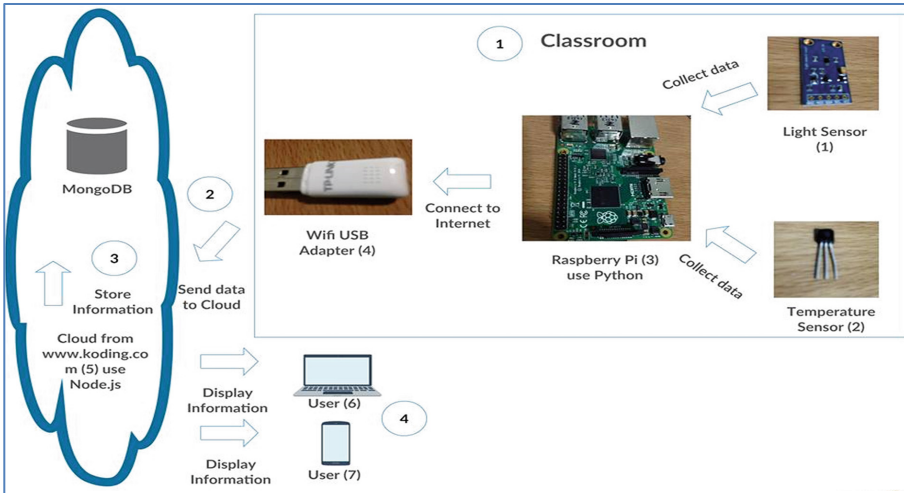 1
Classroom
Collect data
Light Sensor
(1)
MongoDB
2
TP-LINK
Connect to
Internet
Wifi USB
Adapter (4)
Raspberry Pi (3)
use Python
Collect data
Temperature
Sensor (2)
3
Store
Information
Send data
to Cloud
Cloud from
www.koding.co
m (5) use
Node.js
Display
Information
User (6)
4
Display
Information
User (7)